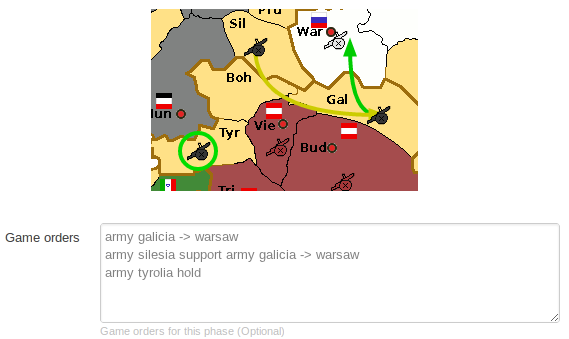 Pru
Sil
War
Boh
Gal
Mun
Tyr
Vie
Bud
Tri
Game orders
army galicia -> warsaw
army silesia support army galicia -> warsaw
army tyrolia hold
Game orders for this phase (Optional)